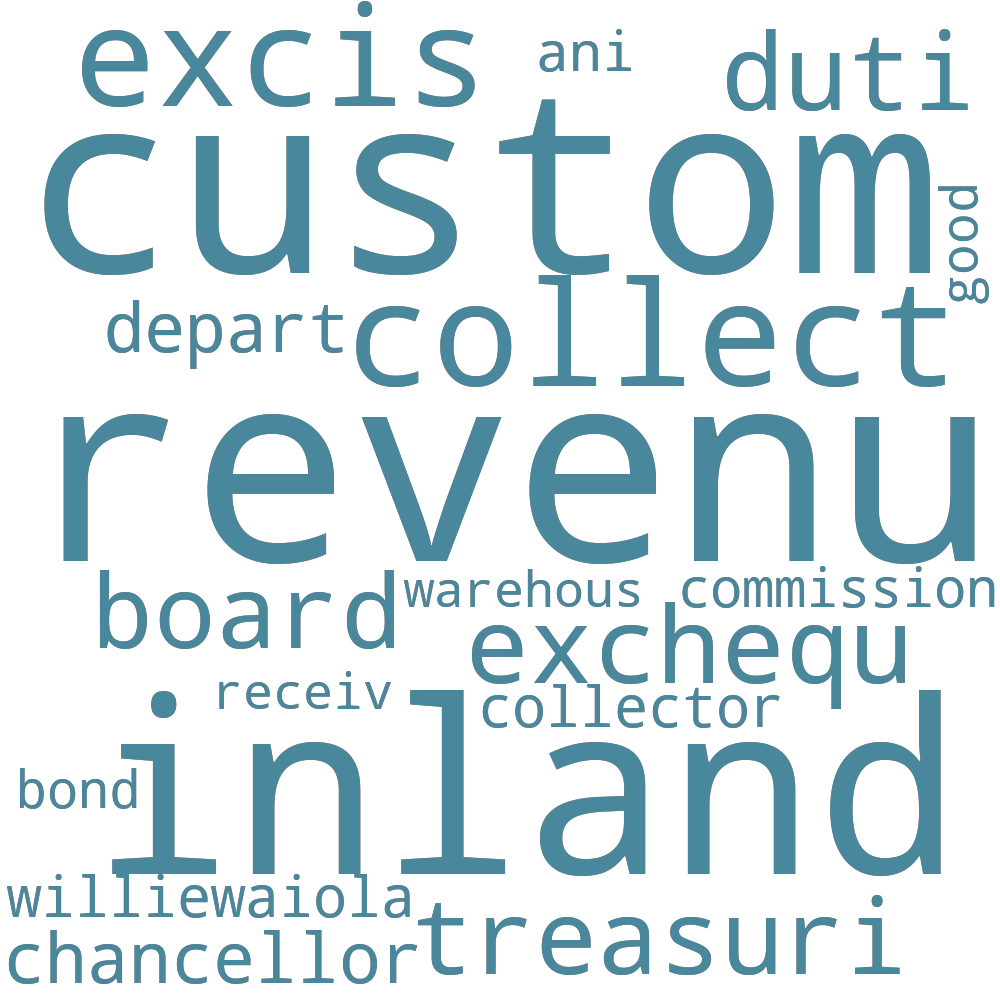 excis ani duti
custom
good
depart collect
revenu
board warehous commission
exchequ
receiv collector
inland
bond
williewaiola
chancellor treasuri